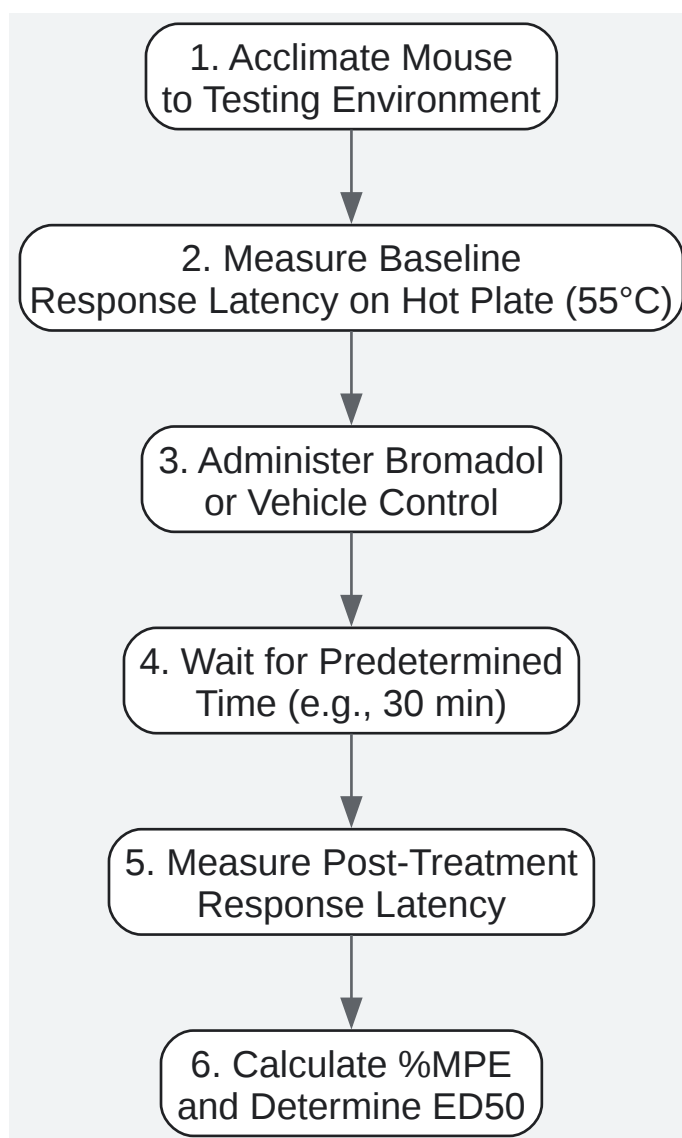 1. Acclimate Mouse
to Testing Environment
2. Measure Baseline
Response Latency on Hot Plate (55°C)
3. Administer Bromadol
or Vehicle Control
4. Wait for Predetermined
Time (e.g., 30 min)
5. Measure Post-Treatment
Response Latency
6. Calculate %MPE
and Determine ED50